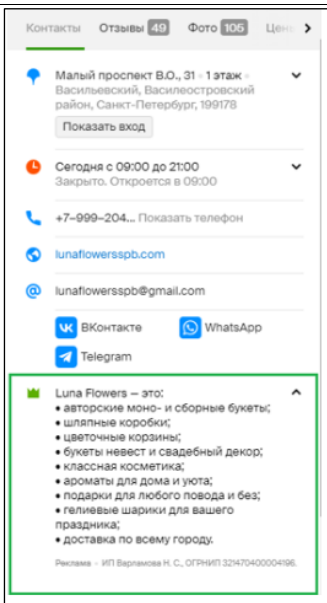 Контакты Отзывы 49 Фото 105 Цены
Малый проспект В.О., 31 · 1 этаж ·
Васильевский, Василеостровский
район, Санкт-Петербург, 199178
Показать вход
Сегодня с 09:00 до 21:00
Закрыто. Откроется в 09:00
+7–999–204... Показать телефон
lunaflowersspb.com
lunaflowersspb@gmail.com
ВКонтакте WhatsApp
Telegram
Luna Flowers — это:
• авторские моно- и сборные букеты;
• шляпные коробки;
• цветочные корзины;
• букеты невест и свадебный декор;
• классная косметика;
• ароматы для дома и уюта;
• подарки для любого повода и без;
• гелиевые шарики для вашего
праздника;
• доставка по всему городу.
Реклама · ИП Варламова Н. С., ОГРНИП 321470400004196.